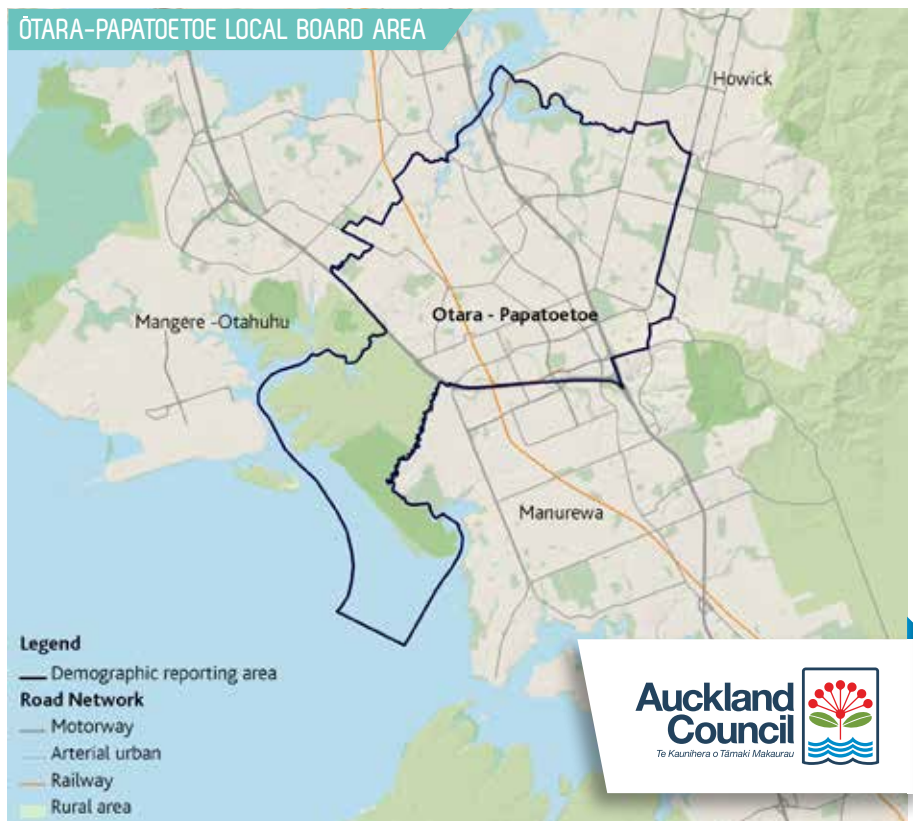 ŌTARA-PAPATOETOE LOCAL BOARD AREA
Howick
Mangere -Otahuhu
Otara - Papatoetoe
Manurewa
Legend
Demographic reporting area
Road Network
Motorway
Arterial urban
Railway
Rural area
Auckland
Council
Te Kaunihera o Tāmaki Makaurau